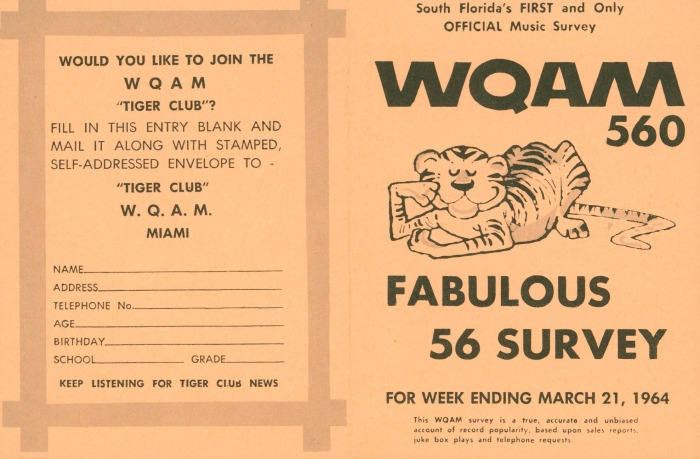 WOULD YOU LIKE TO JOIN THE
W Q A M
"TIGER CLUB"?
FILL IN THIS ENTRY BLANK AND
MAIL IT ALONG WITH STAMPED,
SELF-ADDRESSED ENVELOPE TO -
"TIGER CLUB"
W. Q. A. M.
MIAMI
NAME
ADDRESS
TELEPHONE No.
AGE
BIRTHDAY
SCHOOL GRADE
KEEP LISTENING FOR TIGER CLUB NEWS
South Florida's FIRST and Only
OFFICIAL Music Survey
WQAM
560
FABULOUS
56 SURVEY
FOR WEEK ENDING MARCH 21, 1964
This WQAM survey is a true, accurate and unbiased
account of record popularity, based upon sales reports,
juke box plays and telephone requests.